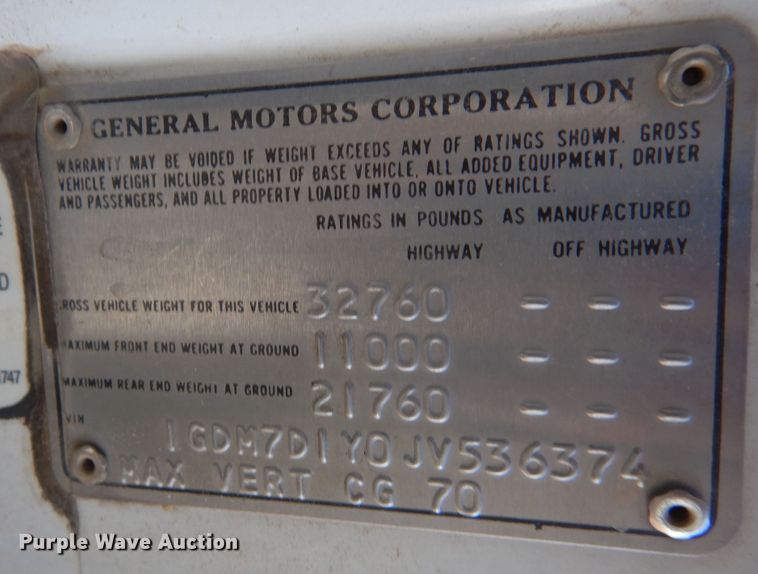 GENERAL MOTORS CORPORATION
WARRANTY MAY BE VOIDED IF WEIGHT EXCEEDS ANY OF RATINGS SHOWN. GROSS
VEHICLE WEIGHT INCLUDES WEIGHT OF BASE VEHICLE, ALL ADDED EQUIPMENT, DRIVER
AND PASSENGERS, AND ALL PROPERTY LOADED INTO OR ONTO VEHICLE.
RATINGS IN POUNDS AS MANUFACTURED
HIGHWAY OFF HIGHWAY
GROSS VEHICLE WEIGHT FOR THIS VEHICLE 32760 - - -
MAXIMUM FRONT END WEIGHT AT GROUND 11000 - - -
MAXIMUM REAR END WEIGHT AT GROUND 21760 - - -
VIN
1GDM7D1Y0JV536374
MAX VERT CG 70
E
D
747
Purple Wave Auction